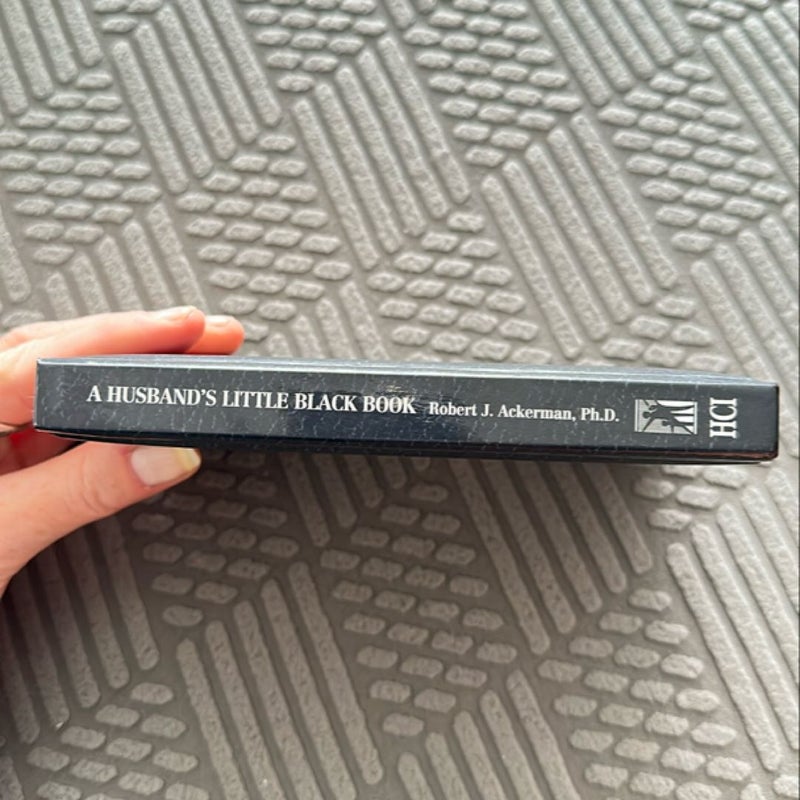 A HUSBAND'S LITTLE BLACK BOOK Robert J. Ackerman, Ph.D.
HCI